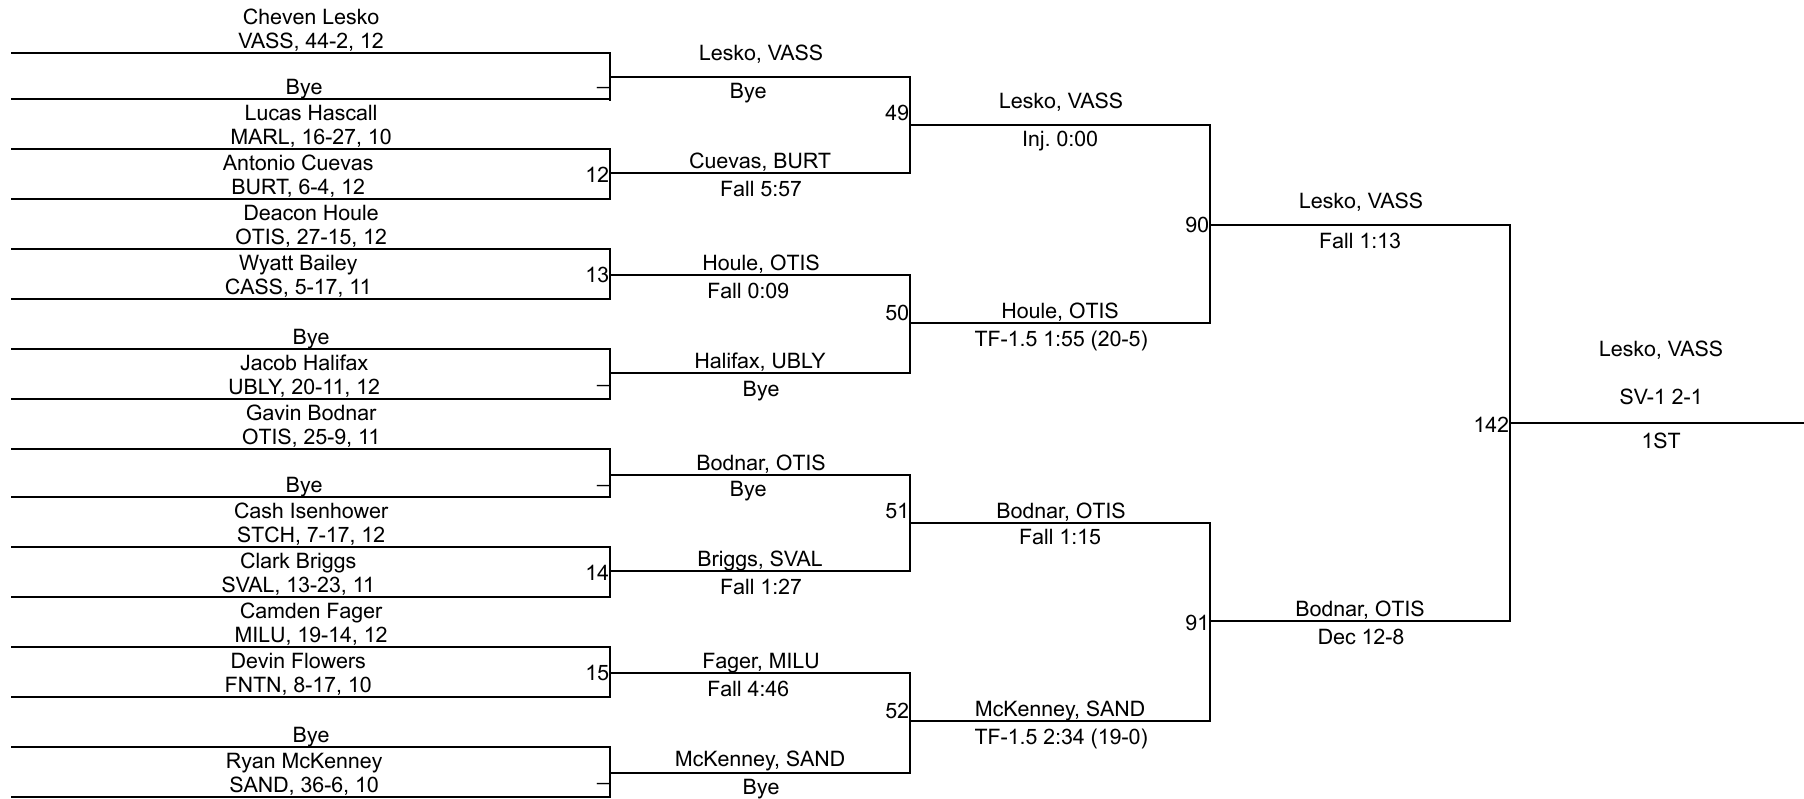 Cheven Lesko
VASS, 44-2, 12
Bye
Lucas Hascall
MARL, 16-27, 10
Antonio Cuevas
BURT, 6-4, 12
12
Deacon Houle
OTIS, 27-15, 12
Wyatt Bailey
CASS, 5-17, 11
13
Bye
Jacob Halifax
UBLY, 20-11, 12
Gavin Bodnar
OTIS, 25-9, 11
Bye
Cash Isenhower
STCH, 7-17, 12
Clark Briggs
SVAL, 13-23, 11
14
Camden Fager
MILU, 19-14, 12
Devin Flowers
FNTN, 8-17, 10
15
Bye
Ryan McKenney
SAND, 36-6, 10
Lesko, VASS
Bye
49
Cuevas, BURT
Fall 5:57
Houle, OTIS
Fall 0:09
50
Halifax, UBLY
Bye
Bodnar, OTIS
Bye
51
Briggs, SVAL
Fall 1:27
Fager, MILU
Fall 4:46
52
McKenney, SAND
Bye
Lesko, VASS
Inj. 0:00
90
Houle, OTIS
TF-1.5 1:55 (20-5)
Bodnar, OTIS
Fall 1:15
91
McKenney, SAND
TF-1.5 2:34 (19-0)
Lesko, VASS
Fall 1:13
142
Bodnar, OTIS
Dec 12-8
Lesko, VASS
SV-1 2-1
1ST